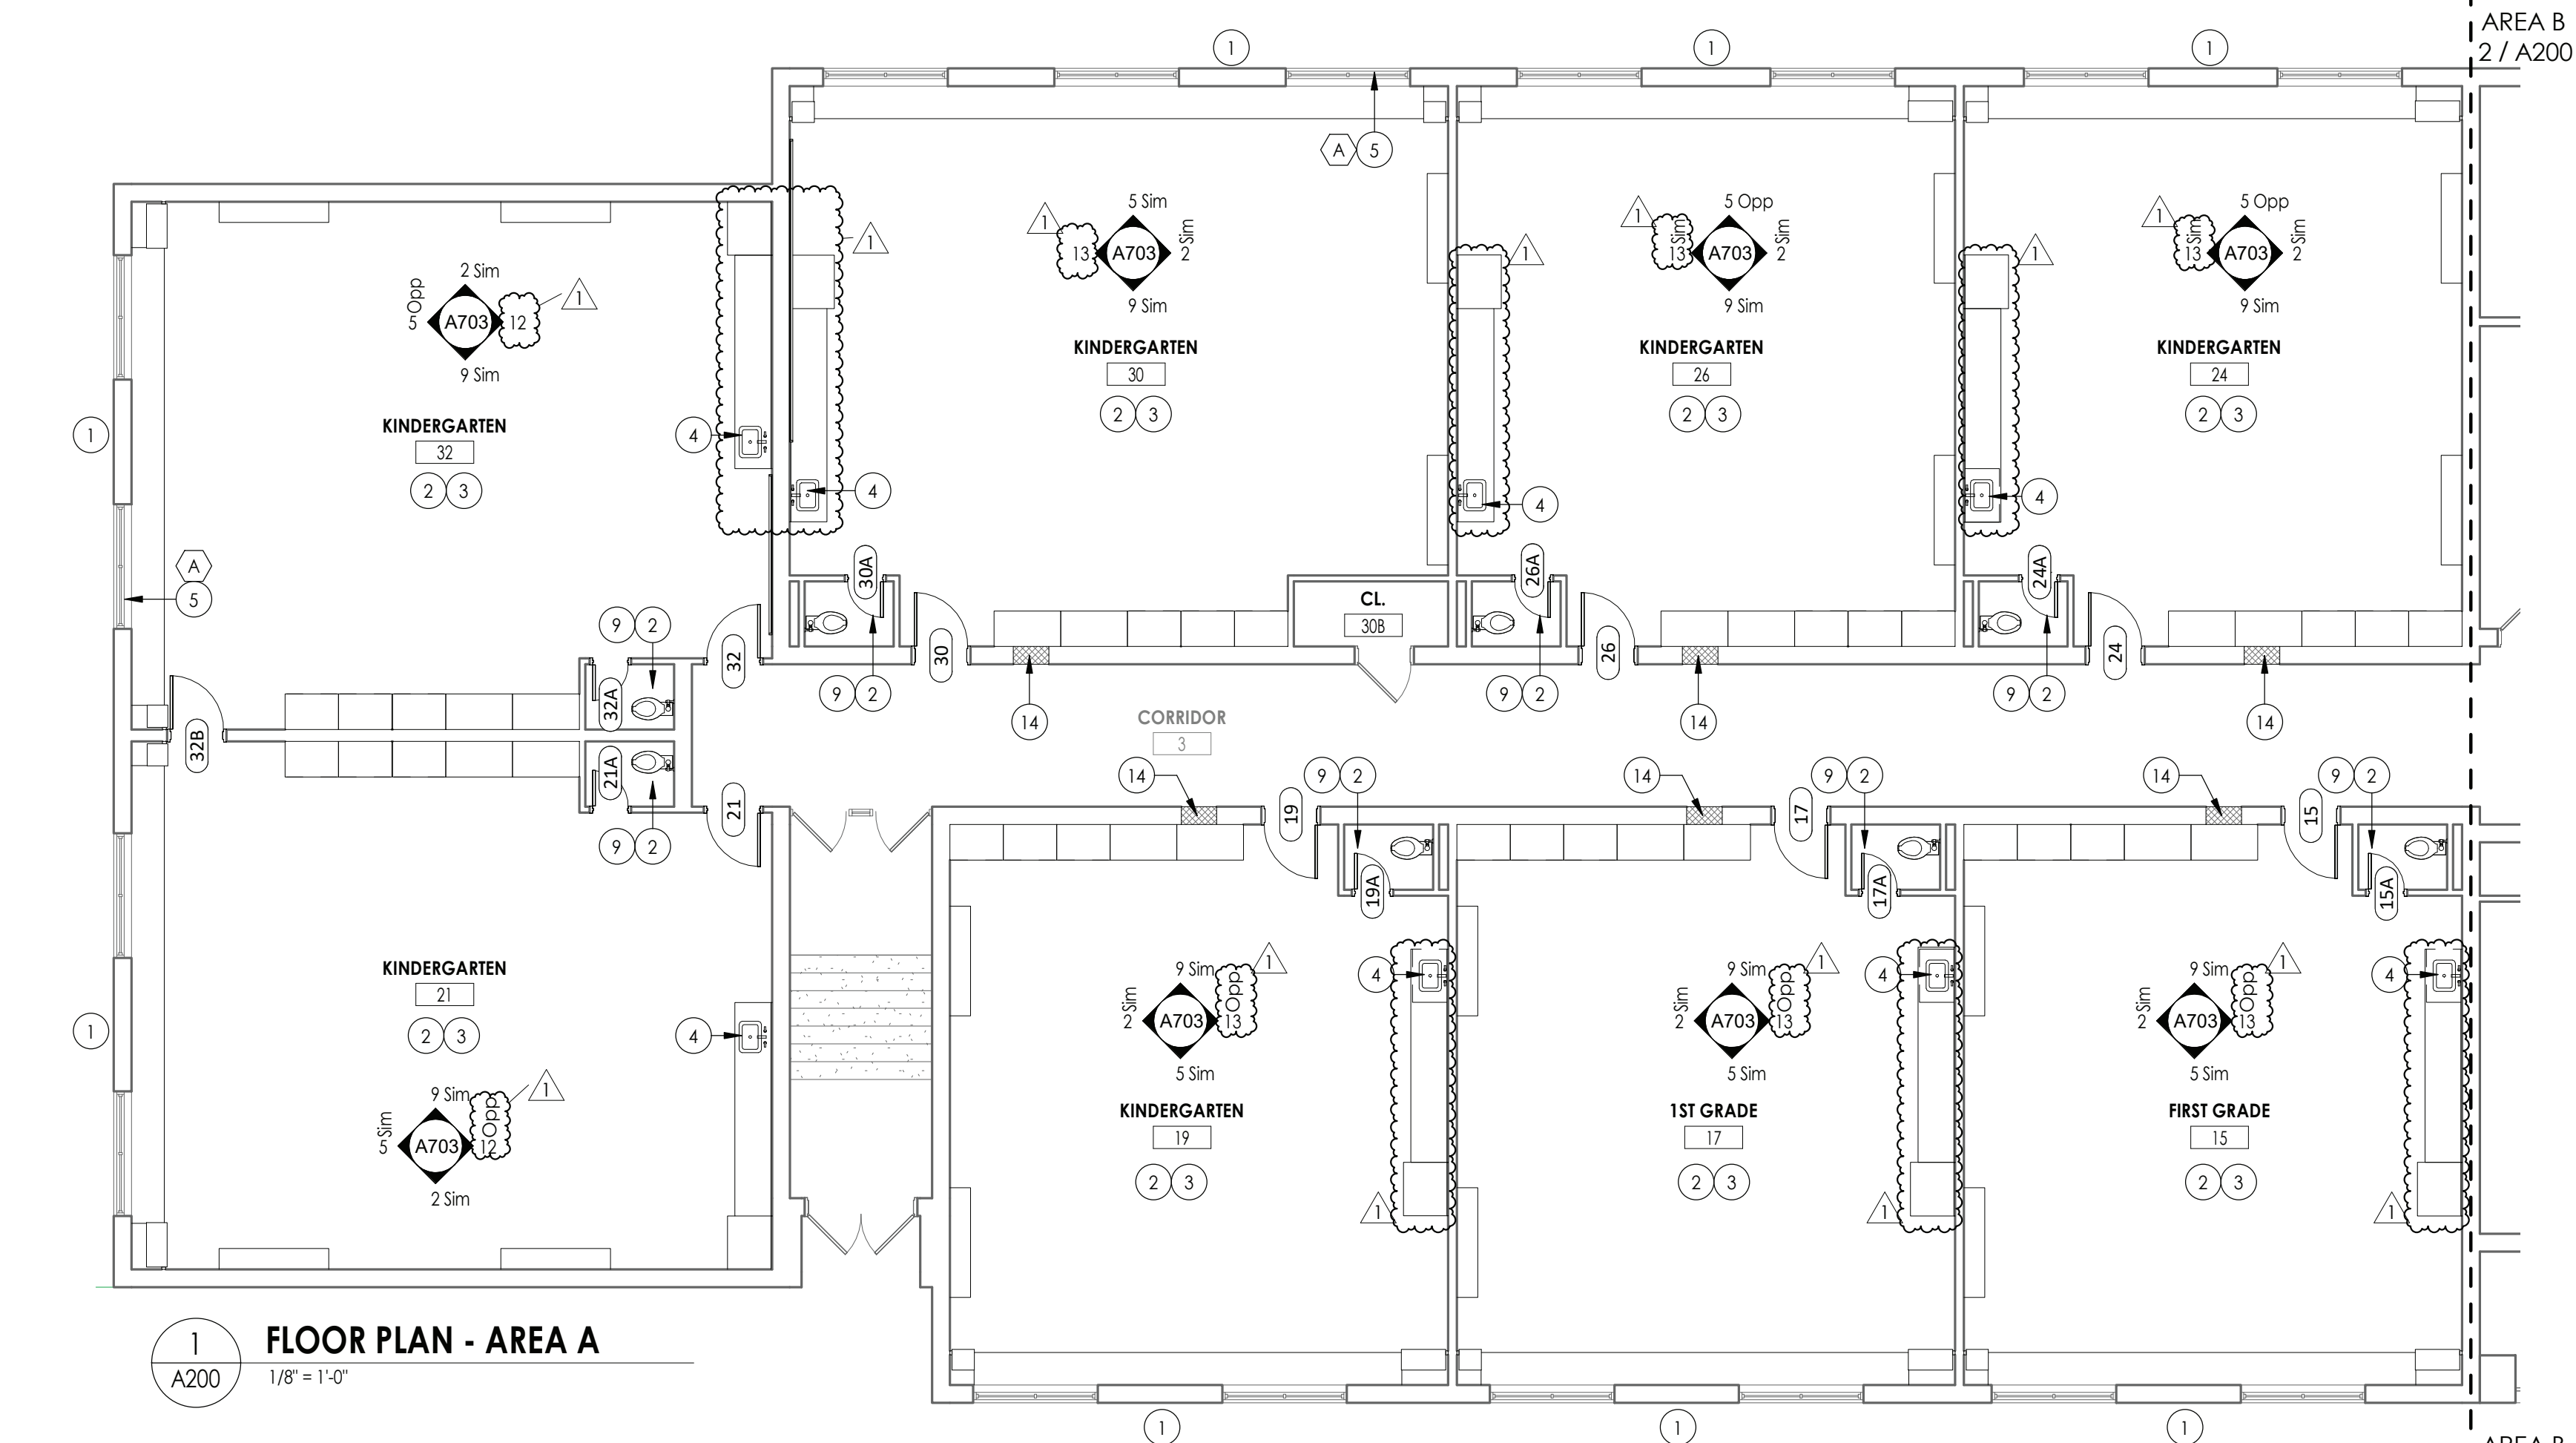 AREA B
2 / A200
1
1
1
A 5
5 Sim
1
13 A703 2 Sim
9 Sim
5 Opp
1
13 Sim A703 2 Sim
9 Sim
5 Opp
1
13 Sim A703 2 Sim
9 Sim
1
1
1
2 Sim
5 Opp A703 12
1
9 Sim
KINDERGARTEN
30
2 3
KINDERGARTEN
26
2 3
KINDERGARTEN
24
2 3
1
KINDERGARTEN
32
2 3
4
4
4
4
A
5
30A
26A
24A
CL.
30B
9 2
32
30
26
24
9 2
9 2
9 2
32A
32B
14
14
14
CORRIDOR
3
21A
21
9 2
14
19
9 2
14
17
9 2
14
15
9 2
19A
17A
15A
KINDERGARTEN
21
2 3
1
4
9 Sim
5 Sim A703 12 Opp
1
2 Sim
9 Sim
1
2 Sim A703 13 Opp
5 Sim
4
9 Sim
1
2 Sim A703 13 Opp
5 Sim
4
9 Sim
1
2 Sim A703 13 Opp
5 Sim
4
KINDERGARTEN
19
2 3
1
1ST GRADE
17
2 3
1
FIRST GRADE
15
2 3
1
1
A200
FLOOR PLAN - AREA A
1/8" = 1'-0"
1
1
1
AREA B